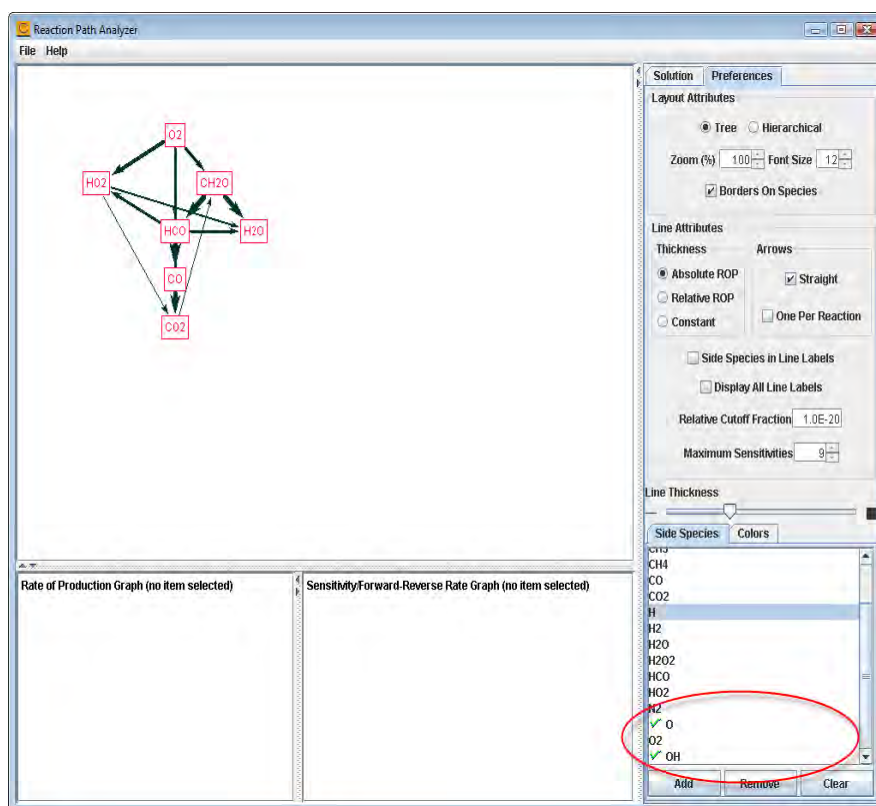 Reaction Path Analyzer
File Help
O2
HO2
CH2O
HCO
H2O
CO
CO2
Rate of Production Graph (no item selected)
Sensitivity/Forward-Reverse Rate Graph (no item selected)
Solution Preferences
Layout Attributes
Tree Hierarchical
Zoom (%) 100 Font Size 12
Borders On Species
Line Attributes
Thickness Arrows
Absolute ROP
Straight
Relative ROP
One Per Reaction
Constant
Side Species in Line Labels
Display All Line Labels
Relative Cutoff Fraction 1.0E-20
Maximum Sensitivities 9
Line Thickness
Side Species Colors
CH3
CH4
CO
CO2
H
H2
H2O
H2O2
HCO
HO2
N2
O
O2
OH
Add Remove Clear